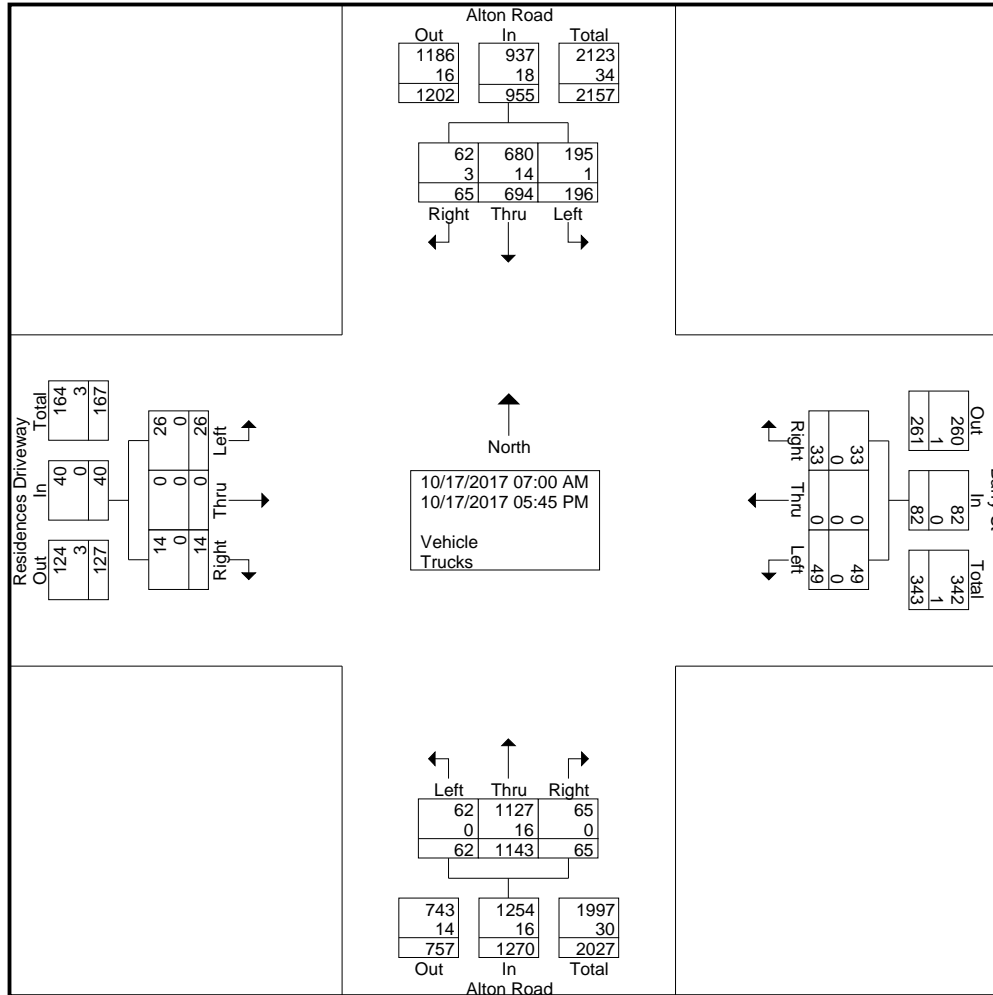 Alton Road
Out In Total
1186 937 2123
16 18 34
1202 955 2157
62 680 195
3 14 1
65 694 196
Right Thru Left
Residences Driveway
Out In Total
124 40 164
3 0 3
127 40 167
Left Thru Right
26 0 14
0 0 0
26 0 14
North
10/17/2017 07:00 AM
10/17/2017 05:45 PM
Vehicle
Trucks
Right Thru Left
33 0 49
0 0 0
33 0 49
Out In Total
260 82 342
1 0 1
261 82 343
Left Thru Right
62 1127 65
0 16 0
62 1143 65
743 1254 1997
14 16 30
757 1270 2027
Out In Total
Alton Road